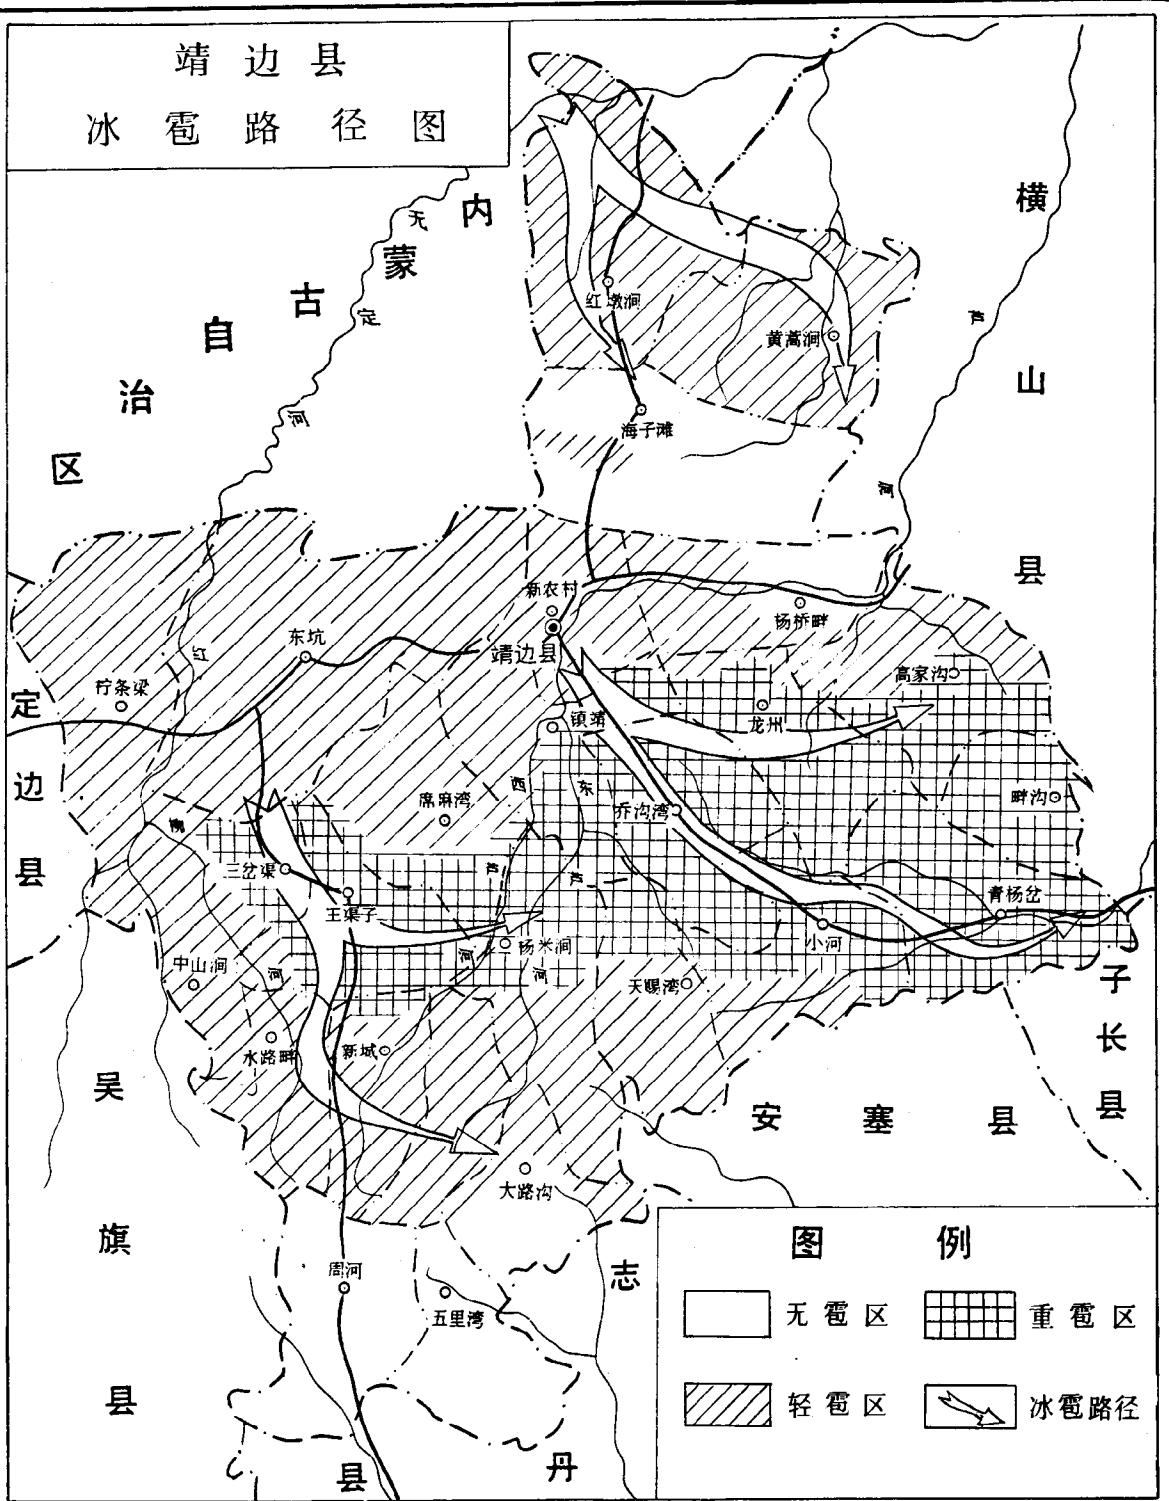 靖边县
冰雹路径图
内
蒙
古
自
治
区
无
定
河
横
山
县
芦
河
红墩涧
黄蒿涧
海子滩
新农村
杨桥畔
靖边县
东坑
红
柠条梁
高家沟
龙州
镇靖
定
边
县
西
东
席麻湾
乔沟湾
畔沟
三岔渠
王渠子
芦
芦
青杨岔
小河
杨米涧
河
河
河
中山涧
天赐湾
水路畔
新城
子
长
县
吴
旗
县
安塞县
大路沟
周河
五里湾
志
丹
县
图例
无雹区
重雹区
轻雹区
冰雹路径